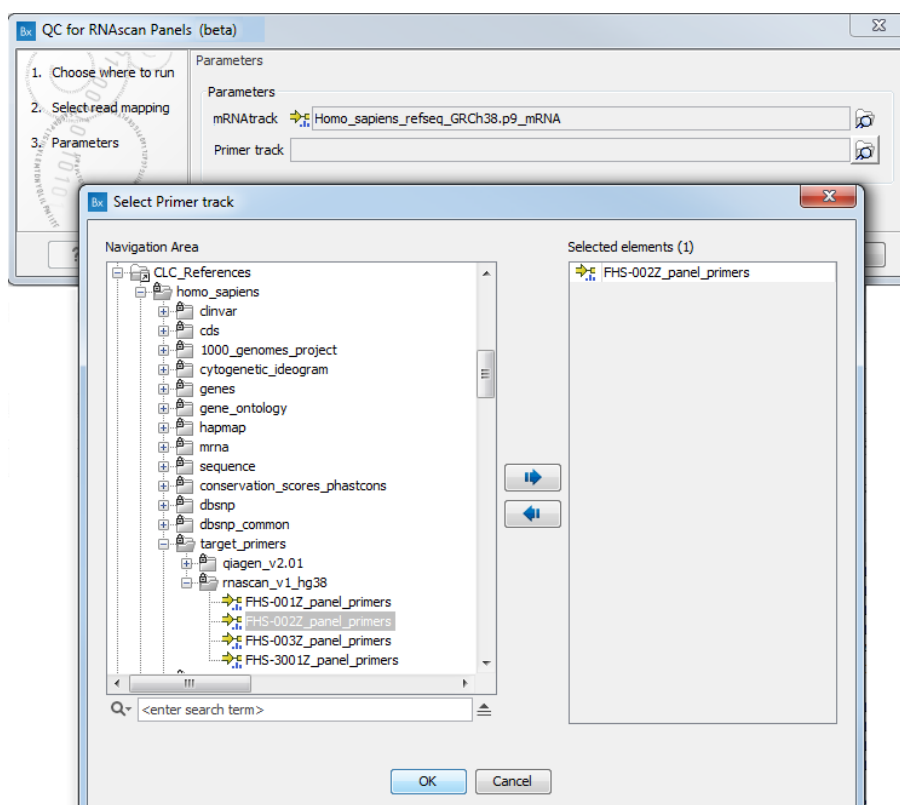 Bx QC for RNAscan Panels (beta)
1. Choose where to run
2. Select read mapping
3. Parameters
Parameters
Parameters
mRNAtrack Homo_sapiens_refseq_GRCh38.p9_mRNA
Primer track
Bx Select Primer track
Navigation Area
CLC_References
homo_sapiens
clinvar
cds
1000_genomes_project
cytogenetic_ideogram
genes
gene_ontology
hapmap
mrna
sequence
conservation_scores_phastcons
dbsnp
dbsnp_common
target_primers
qiagen_v2.01
rnascan_v1_hg38
FHS-001Z_panel_primers
FHS-002Z_panel_primers
FHS-003Z_panel_primers
FHS-3001Z_panel_primers
<enter search term>
Selected elements (1)
FHS-002Z_panel_primers
OK Cancel